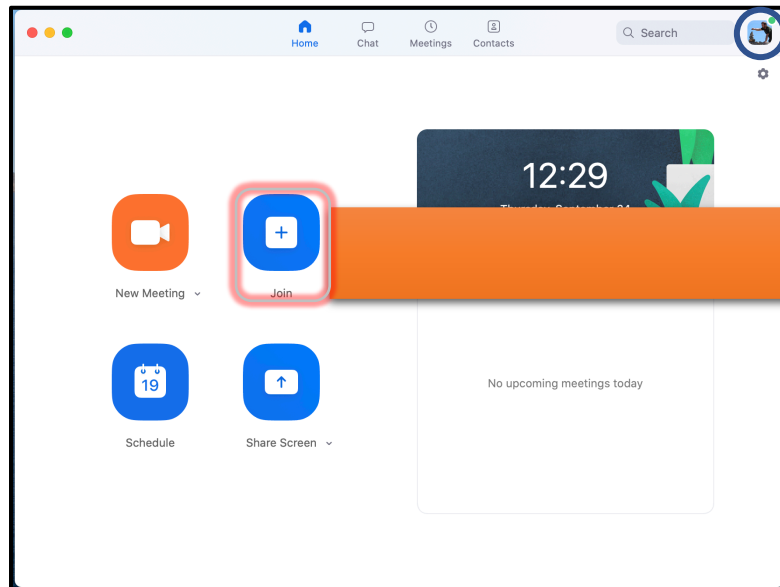 Home
Chat
Meetings
Contacts
Search
12:29
New Meeting
Join
19
Schedule
Share Screen
No upcoming meetings today